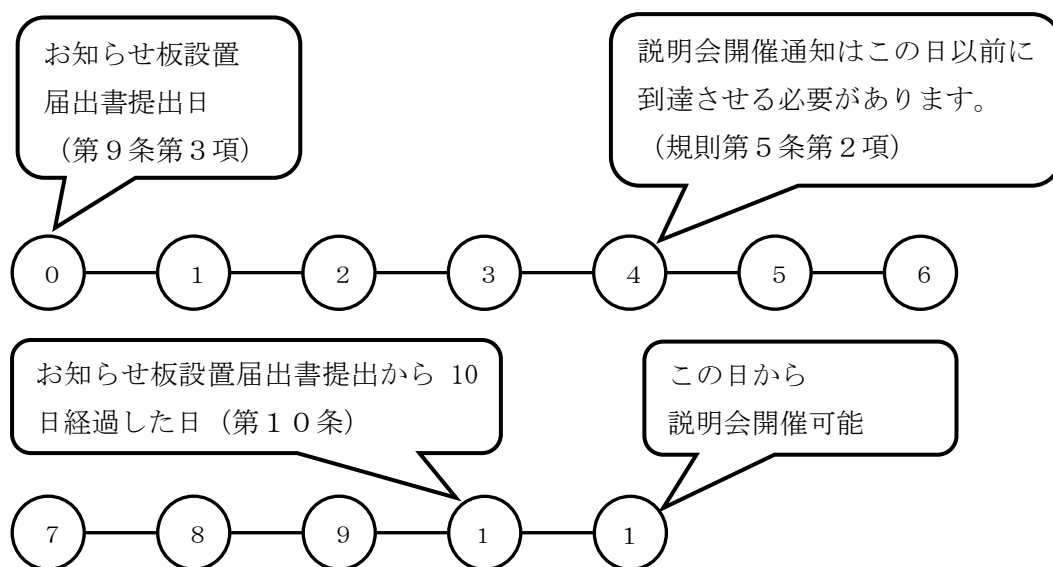 お知らせ板設置
届出書提出日
（第９条第３項）
説明会開催通知はこの日以前に
到達させる必要があります。
（規則第５条第２項）
０ １ ２ ３ ４ ５ ６
お知らせ板設置届出書提出から 10
日経過した日（第１０条）
この日から
説明会開催可能
７ ８ ９ １ １